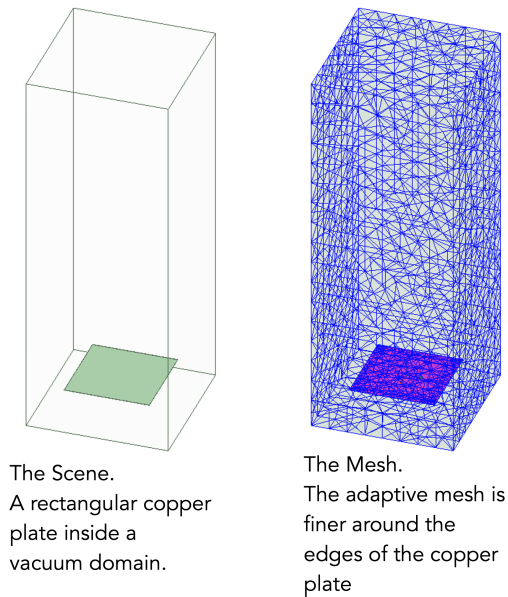 The Scene.
A rectangular copper
plate inside a
vacuum domain.
The Mesh.
The adaptive mesh is
finer around the
edges of the copper
plate